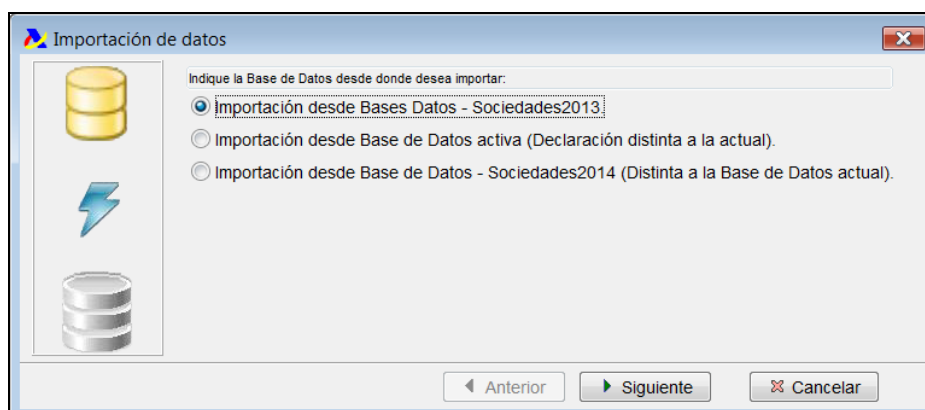 Importación de datos
Indique la Base de Datos desde donde desea importar:
Importación desde Bases Datos - Sociedades2013.
Importación desde Base de Datos activa (Declaración distinta a la actual).
Importación desde Base de Datos - Sociedades2014 (Distinta a la Base de Datos actual).
Anterior Siguiente Cancelar